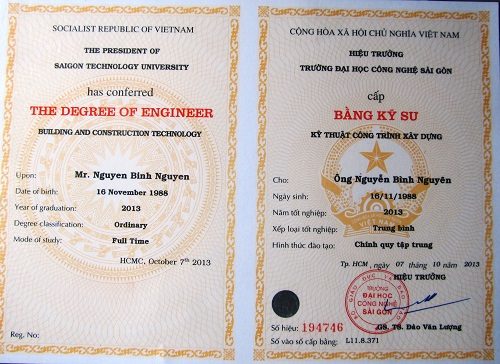 SOCIALIST REPUBLIC OF VIETNAM
THE PRESIDENT OF
SAIGON TECHNOLOGY UNIVERSITY
has conferred
THE DEGREE OF ENGINEER
BUILDING AND CONSTRUCTION TECHNOLOGY
Upon: Mr. Nguyen Binh Nguyen
Date of birth: 16 November 1988
Year of graduation: 2013
Degree classification: Ordinary
Mode of study: Full Time
HCMC, October 7th 2013
Reg. No:
CỘNG HÒA XÃ HỘI CHỦ NGHĨA VIỆT NAM
HIỆU TRƯỞNG
TRƯỜNG ĐẠI HỌC CÔNG NGHỆ SÀI GÒN
cấp
BẰNG KỸ SƯ
KỸ THUẬT CÔNG TRÌNH XÂY DỰNG
Cho: Ông Nguyễn Bình Nguyên
Ngày sinh: 16/11/1988
Năm tốt nghiệp: 2013
Xếp loại tốt nghiệp: Trung bình
Hình thức đào tạo: Chính quy tập trung
Tp. HCM, ngày 07 tháng 10 năm 2013
HIỆU TRƯỞNG
TRƯỜNG
ĐẠI HỌC
CÔNG NGHỆ
SÀI GÒN
GS. TS. Đào Văn Lượng
Số hiệu: 194746
Số vào sổ cấp bằng: L11.8.371
VIỆT NAM